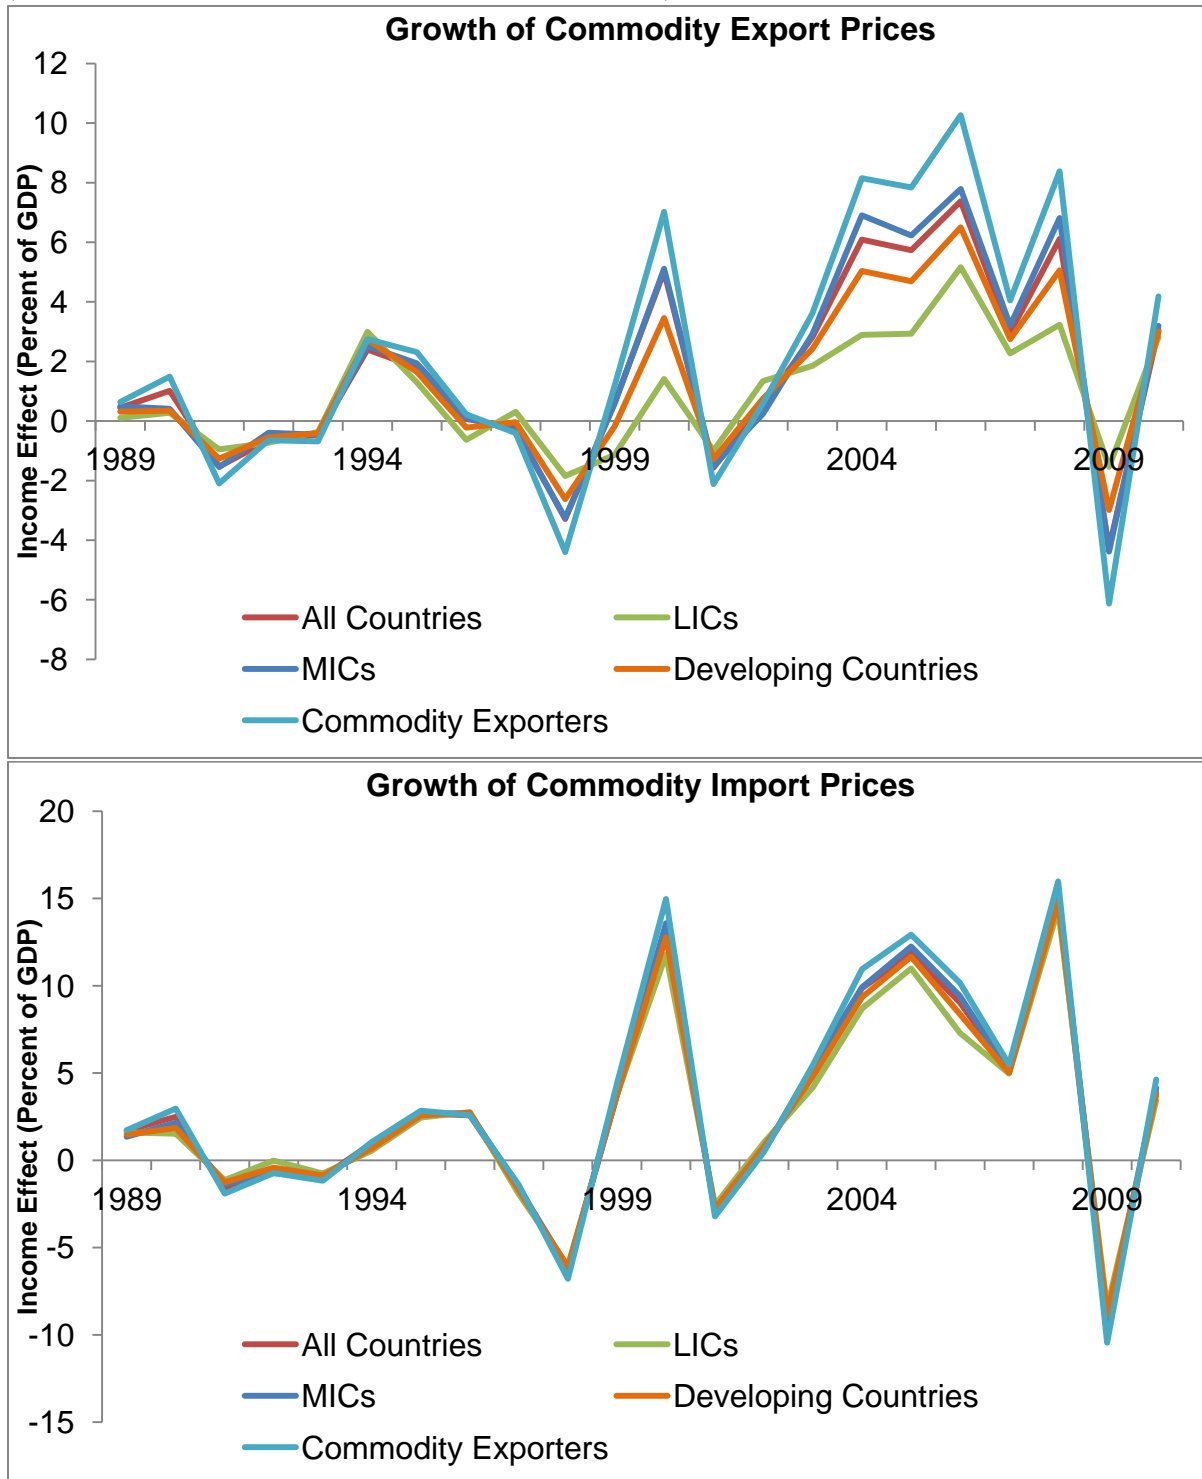 Growth of Commodity Export Prices
Income Effect (Percent of GDP)
12
10
8
6
4
2
0
-2
-4
-6
-8
1989 1994 1999 2004 2009
All Countries LICs
MICs Developing Countries
Commodity Exporters
Growth of Commodity Import Prices
Income Effect (Percent of GDP)
20
15
10
5
0
-5
-10
-15
1989 1994 1999 2004 2009
All Countries LICs
MICs Developing Countries
Commodity Exporters